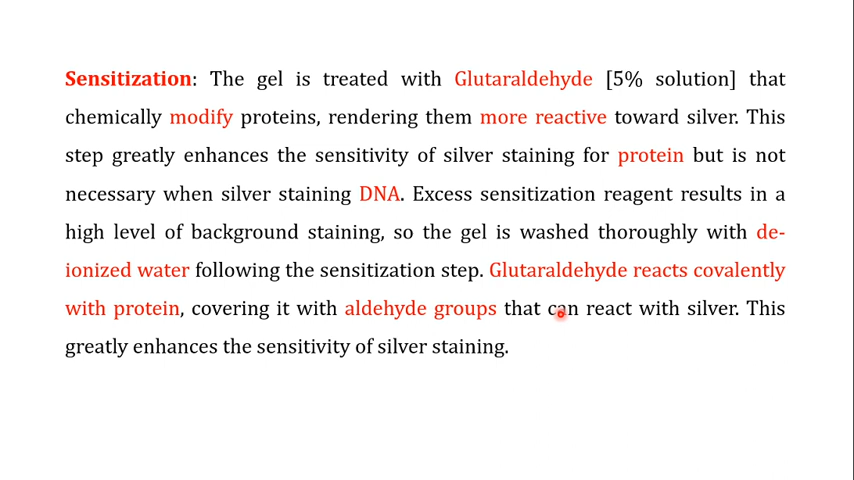 Sensitization: The gel is treated with Glutaraldehyde [5% solution] that
chemically modify proteins, rendering them more reactive toward silver. This
step greatly enhances the sensitivity of silver staining for protein but is not
necessary when silver staining DNA. Excess sensitization reagent results in a
high level of background staining, so the gel is washed thoroughly with de-
ionized water following the sensitization step. Glutaraldehyde reacts covalently
with protein, covering it with aldehyde groups that can react with silver. This
greatly enhances the sensitivity of silver staining.